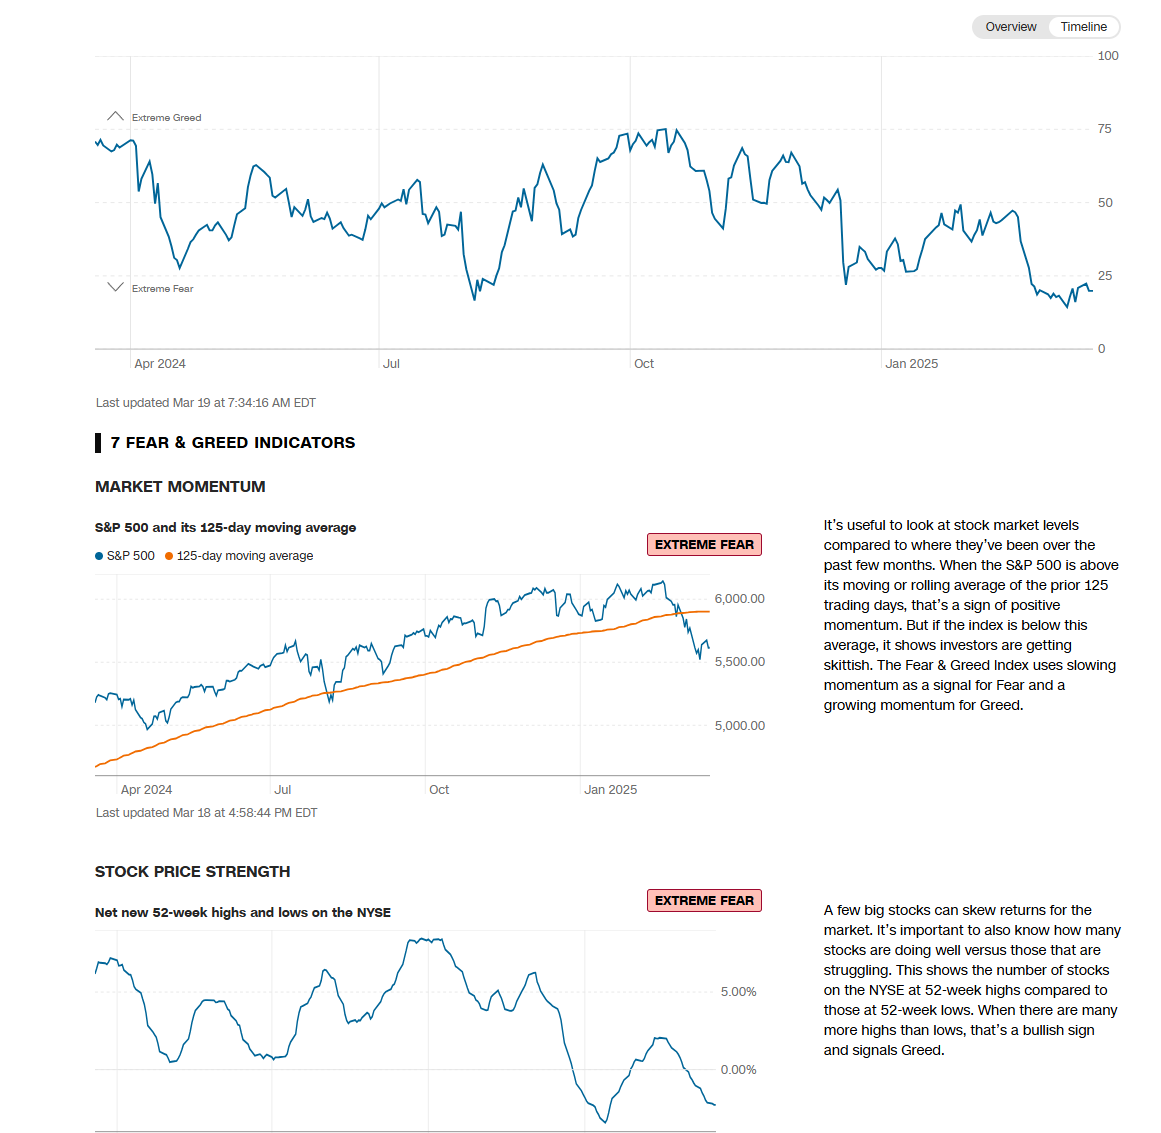 Overview Timeline
100
Extreme Greed
75
50
25
Extreme Fear
0
Apr 2024 Jul Oct Jan 2025
Last updated Mar 19 at 7:34:16 AM EDT
7 FEAR & GREED INDICATORS
MARKET MOMENTUM
S&P 500 and its 125-day moving average
EXTREME FEAR
S&P 500 125-day moving average
6,000.00
5,500.00
5,000.00
Apr 2024 Jul Oct Jan 2025
Last updated Mar 18 at 4:58:44 PM EDT
It's useful to look at stock market levels
compared to where they've been over the
past few months. When the S&P 500 is above
its moving or rolling average of the prior 125
trading days, that's a sign of positive
momentum. But if the index is below this
average, it shows investors are getting
skittish. The Fear & Greed Index uses slowing
momentum as a signal for Fear and a
growing momentum for Greed.
STOCK PRICE STRENGTH
Net new 52-week highs and lows on the NYSE
EXTREME FEAR
5.00%
0.00%
A few big stocks can skew returns for the
market. It's important to also know how many
stocks are doing well versus those that are
struggling. This shows the number of stocks
on the NYSE at 52-week highs compared to
those at 52-week lows. When there are many
more highs than lows, that's a bullish sign
and signals Greed.